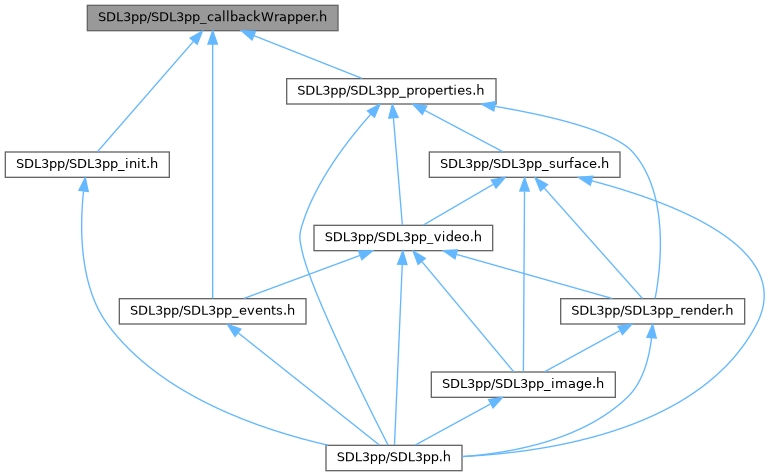 SDL3pp/SDL3pp_callbackWrapper.h
SDL3pp/SDL3pp_properties.h
SDL3pp/SDL3pp_init.h
SDL3pp/SDL3pp_surface.h
SDL3pp/SDL3pp_video.h
SDL3pp/SDL3pp_events.h
SDL3pp/SDL3pp_render.h
SDL3pp/SDL3pp_image.h
SDL3pp/SDL3pp.h